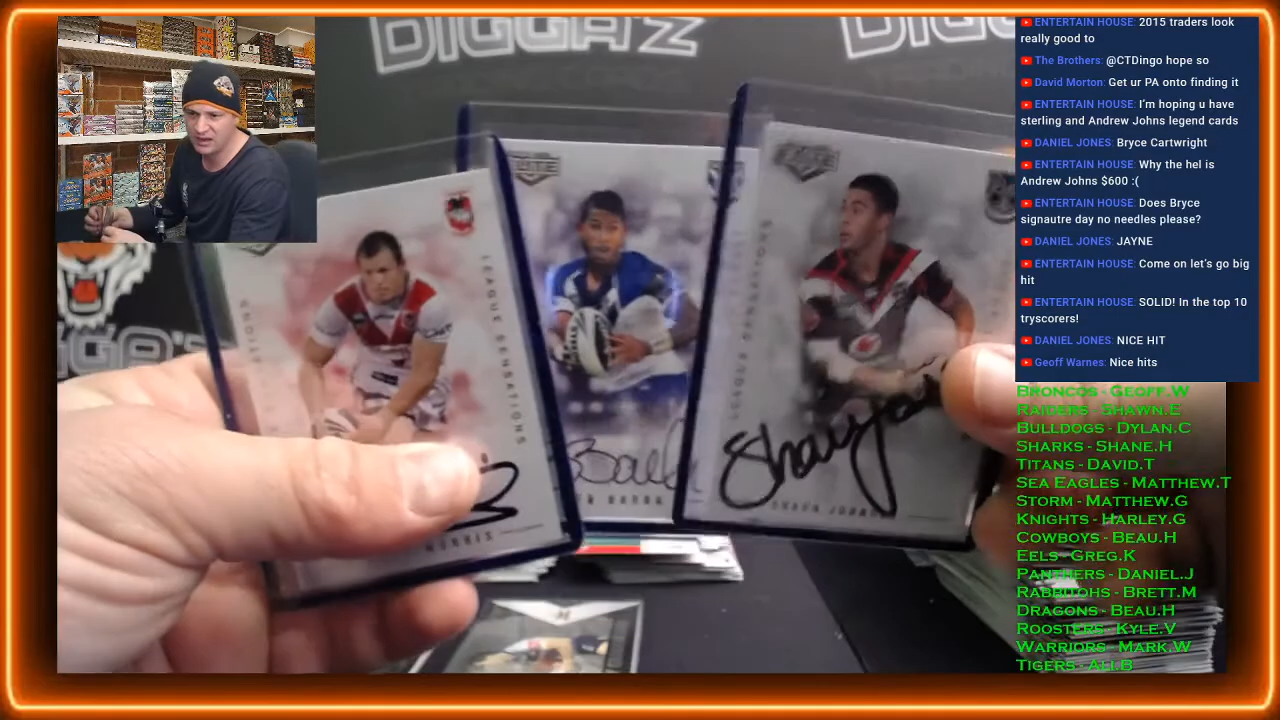 DIGGA'Z
ENTERTAIN HOUSE: 2015 traders look
really good to
The Brothers: @CTDingo hope so
David Morton: Get ur PA onto finding it
ENTERTAIN HOUSE: I'm hoping u have
sterling and Andrew Johns legend cards
DANIEL JONES: Bryce Cartwright
ENTERTAIN HOUSE: Why the hel is
Andrew Johns $600 :(
ENTERTAIN HOUSE: Does Bryce
signautre day no needles please?
DANIEL JONES: JAYNE
ENTERTAIN HOUSE: Come on let's go big
hit
ENTERTAIN HOUSE: SOLID! In the top 10
tryscorers!
DANIEL JONES: NICE HIT
Geoff Warnes: Nice hits
BRONCOS - GEOFF.W
RAIDERS - SHAWN.E
BULLDOGS - DYLAN.C
SHARKS - SHANE.H
TITANS - DAVID.T
SEA EAGLES - MATTHEW.T
STORM - MATTHEW.G
KNIGHTS - HARLEY.G
COWBOYS - BEAU.H
EELS - GREG.K
PANTHERS - DANIEL.J
RABBITOHS - BRETT.M
DRAGONS - BEAU.H
ROOSTERS - KYLE.V
WARRIORS - MARK.W
TIGERS - ALI.B
LEAGUE SENSATIONS
ELITE